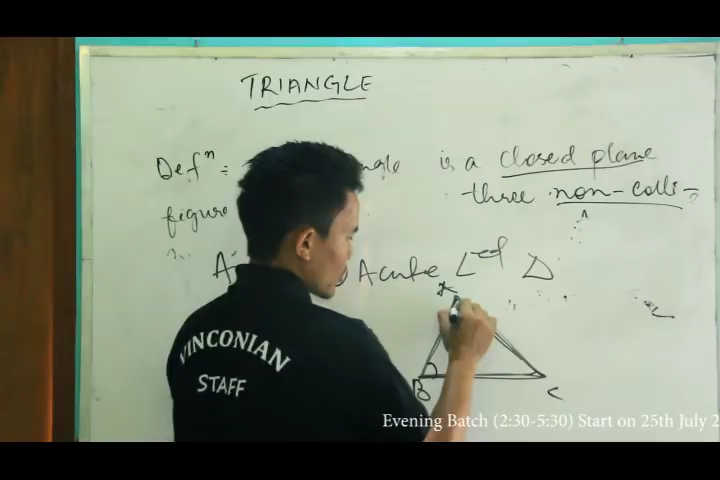 TRIANGLE
Defⁿ: is a closed plane
figure three non-colli-
Acute ∠ed Δ
B C
VINCONIAN
STAFF
Evening Batch (2:30-5:30) Start on 25th July 2